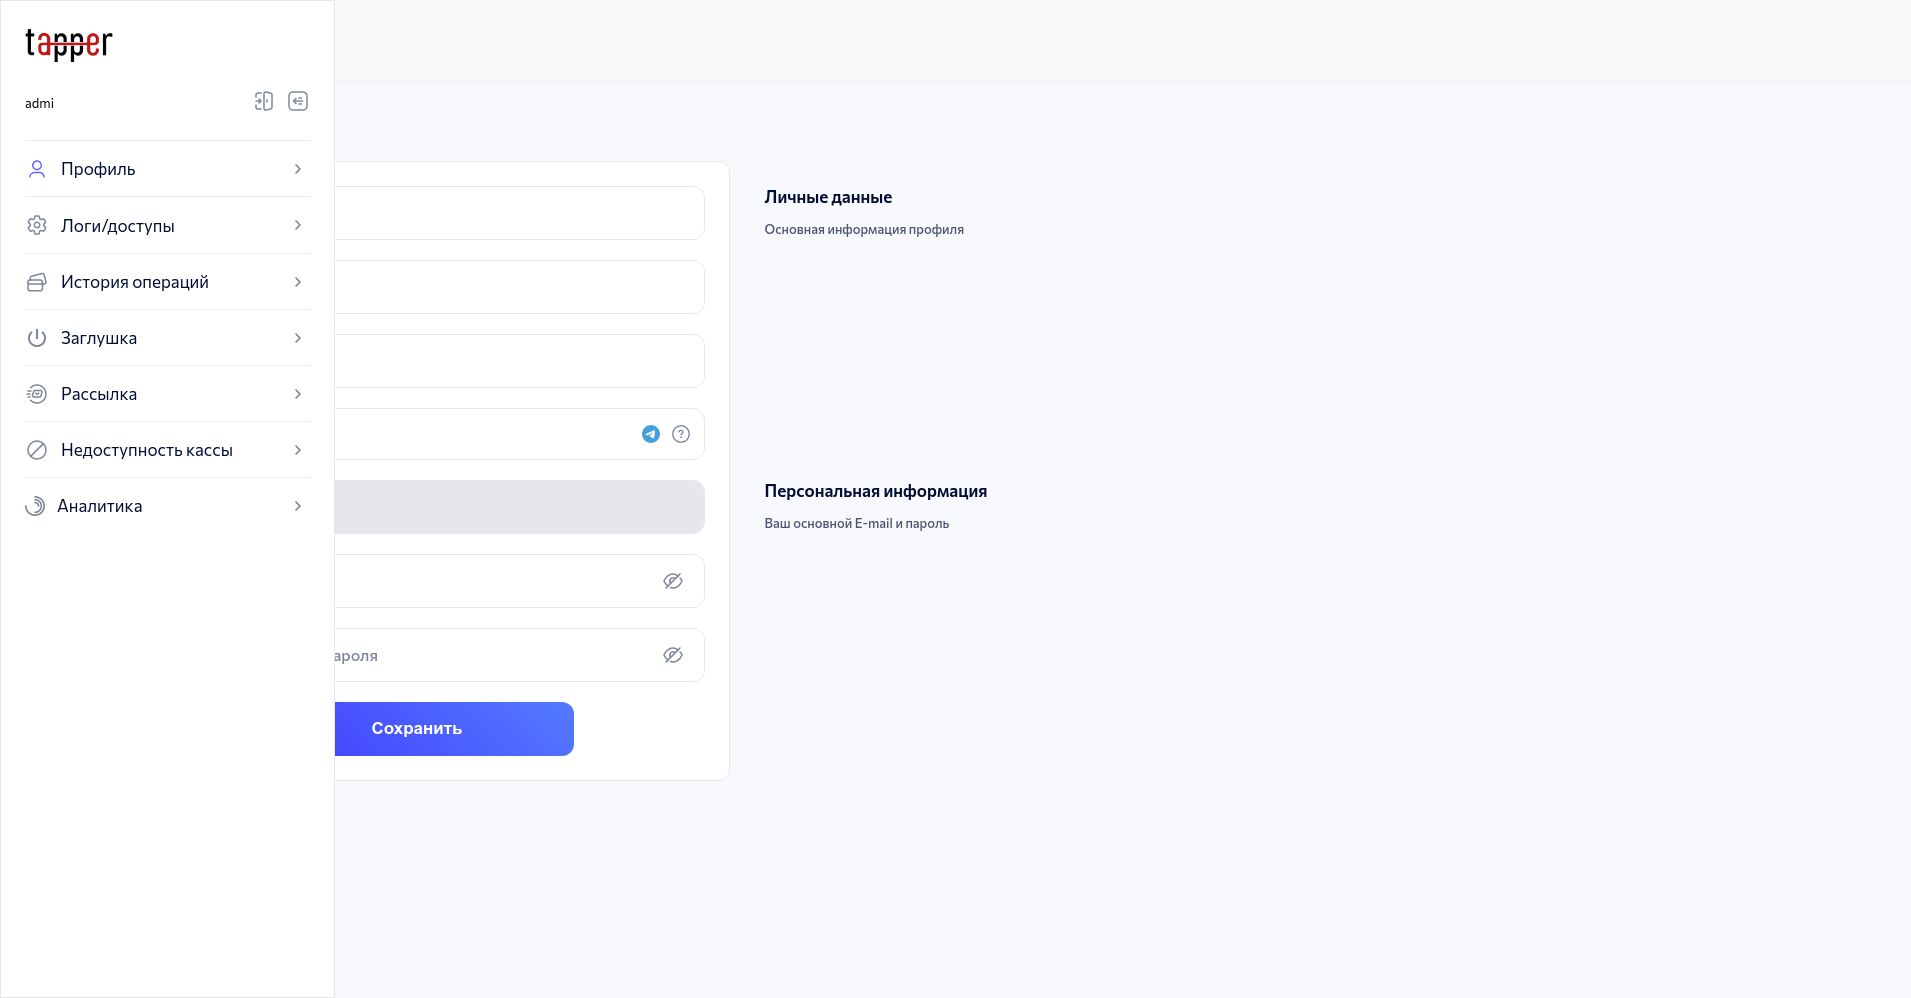 tapper
admi
Профиль
Логи/доступы
История операций
Заглушка
Рассылка
Недоступность кассы
Аналитика
Личные данные
Основная информация профиля
Персональная информация
Ваш основной E-mail и пароль
ароля
Сохранить